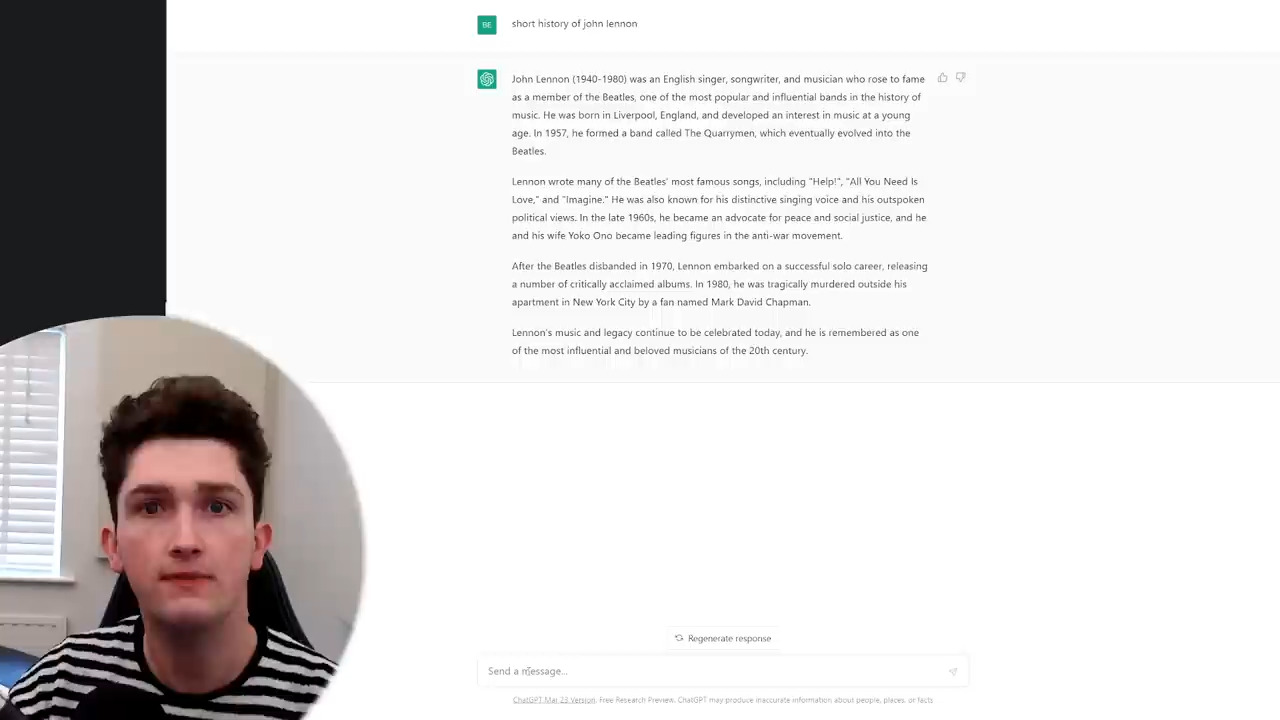 BE
short history of john lennon
John Lennon (1940-1980) was an English singer, songwriter, and musician who rose to fame
as a member of the Beatles, one of the most popular and influential bands in the history of
music. He was born in Liverpool, England, and developed an interest in music at a young
age. In 1957, he formed a band called The Quarrymen, which eventually evolved into the
Beatles.
Lennon wrote many of the Beatles' most famous songs, including "Help!", "All You Need Is
Love," and "Imagine." He was also known for his distinctive singing voice and his outspoken
political views. In the late 1960s, he became an advocate for peace and social justice, and he
and his wife Yoko Ono became leading figures in the anti-war movement.
After the Beatles disbanded in 1970, Lennon embarked on a successful solo career, releasing
a number of critically acclaimed albums. In 1980, he was tragically murdered outside his
apartment in New York City by a fan named Mark David Chapman.
Lennon's music and legacy continue to be celebrated today, and he is remembered as one
of the most influential and beloved musicians of the 20th century.
Regenerate response
Send a message...
ChatGPT Mar 23 Version. Free Research Preview. ChatGPT may produce inaccurate information about people, places, or facts